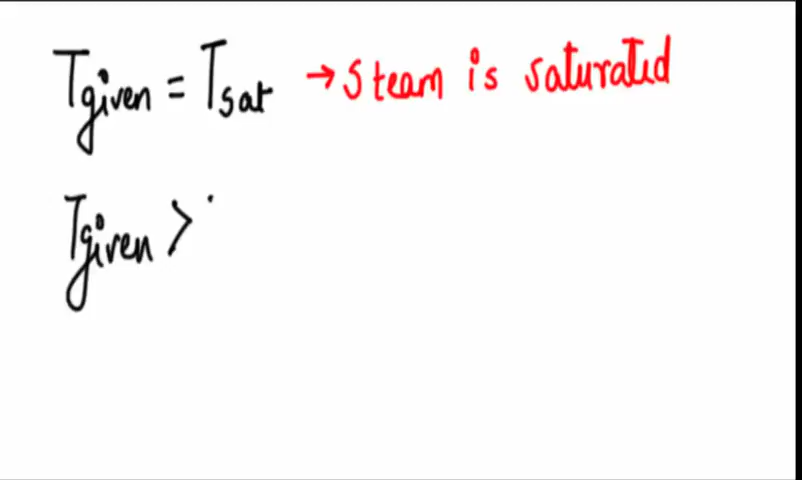 Tgiven = Tsat → Steam is saturated
Tgiven >